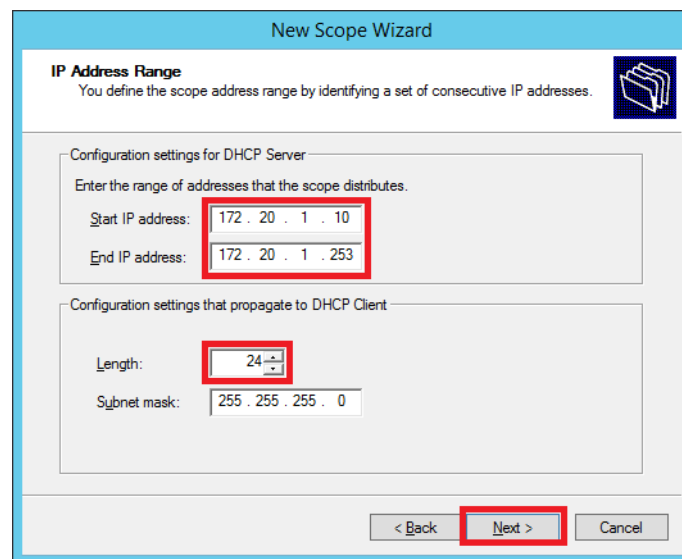 New Scope Wizard
IP Address Range
You define the scope address range by identifying a set of consecutive IP addresses.
Configuration settings for DHCP Server
Enter the range of addresses that the scope distributes.
Start IP address: 172 . 20 . 1 . 10
End IP address: 172 . 20 . 1 . 253
Configuration settings that propagate to DHCP Client
Length: 24
Subnet mask: 255 . 255 . 255 . 0
< Back Next > Cancel